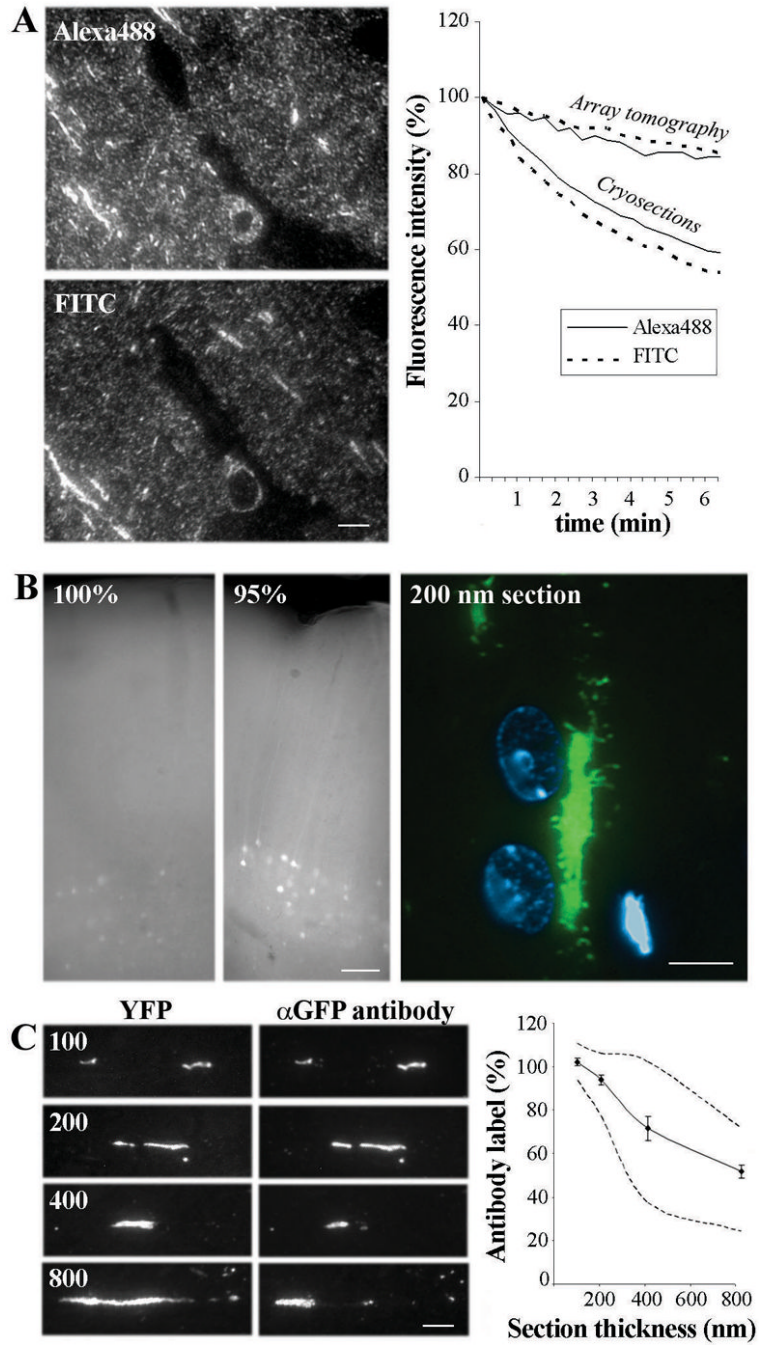 A
Alexa488
FITC
120
100
80
60
40
20
0
Fluorescence intensity (%)
Array tomography
Cryosections
Alexa488
FITC
1 2 3 4 5 6
time (min)
B
100%
95%
200 nm section
C
YFP
αGFP antibody
100
200
400
800
120
100
80
60
40
20
0
Antibody label (%)
200 400 600 800
Section thickness (nm)